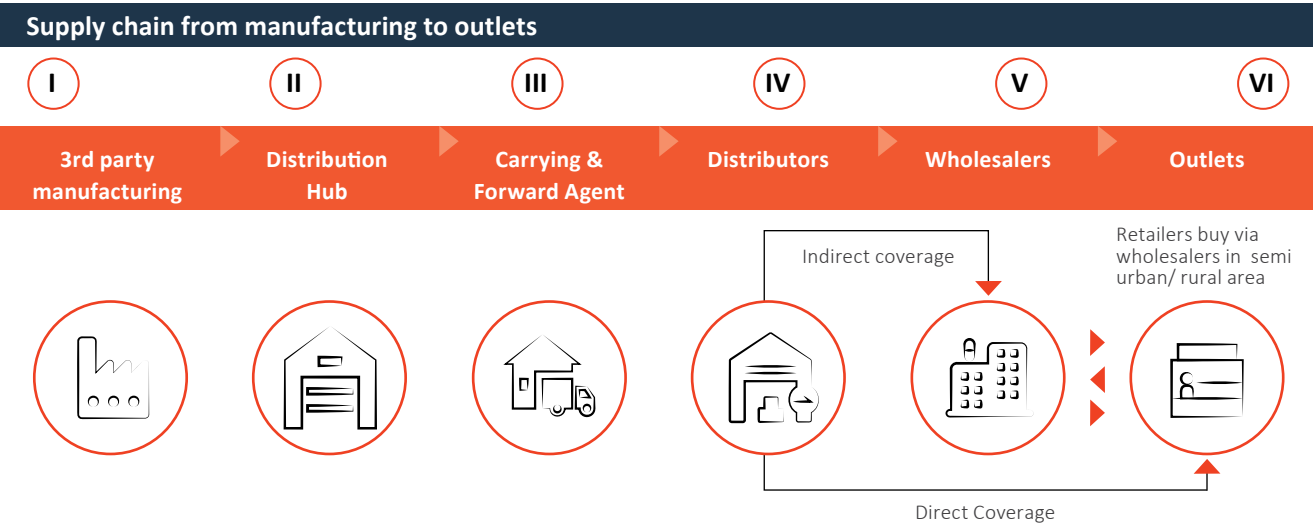 Supply chain from manufacturing to outlets
I
II
III
IV
V
VI
3rd party
manufacturing
Distribution
Hub
Carrying &
Forward Agent
Distributors
Wholesalers
Outlets
Indirect coverage
Retailers buy via
wholesalers in semi
urban/ rural area
Direct Coverage